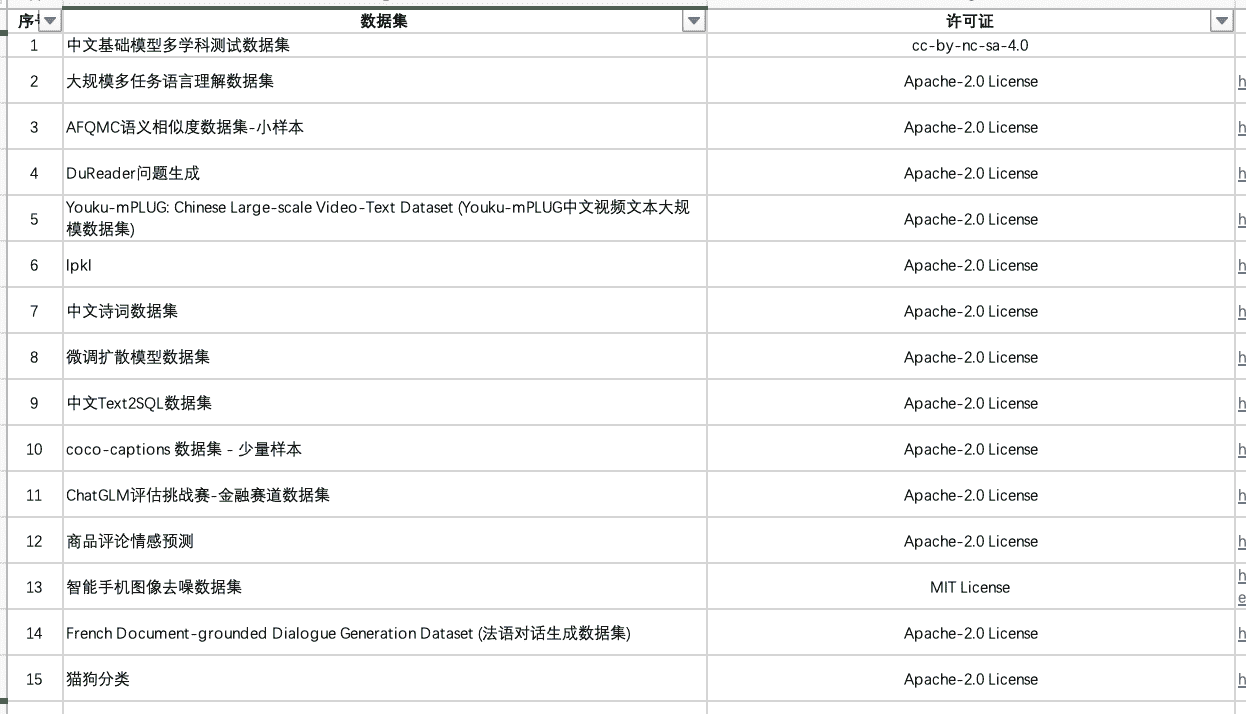 序号 数据集 许可证
1 中文基础模型多学科测试数据集 cc-by-nc-sa-4.0
2 大规模多任务语言理解数据集 Apache-2.0 License h
3 AFQMC语义相似度数据集-小样本 Apache-2.0 License h
4 DuReader问题生成 Apache-2.0 License h
5 Youku-mPLUG: Chinese Large-scale Video-Text Dataset (Youku-mPLUG中文视频文本大规 Apache-2.0 License h
模数据集)
6 lpkl Apache-2.0 License h
7 中文诗词数据集 Apache-2.0 License h
8 微调扩散模型数据集 Apache-2.0 License h
9 中文Text2SQL数据集 Apache-2.0 License h
10 coco-captions 数据集 - 少量样本 Apache-2.0 License h
11 ChatGLM评估挑战赛-金融赛道数据集 Apache-2.0 License h
12 商品评论情感预测 Apache-2.0 License h
13 智能手机图像去噪数据集 MIT License h
e
14 French Document-grounded Dialogue Generation Dataset (法语对话生成数据集) Apache-2.0 License h
15 猫狗分类 Apache-2.0 License h